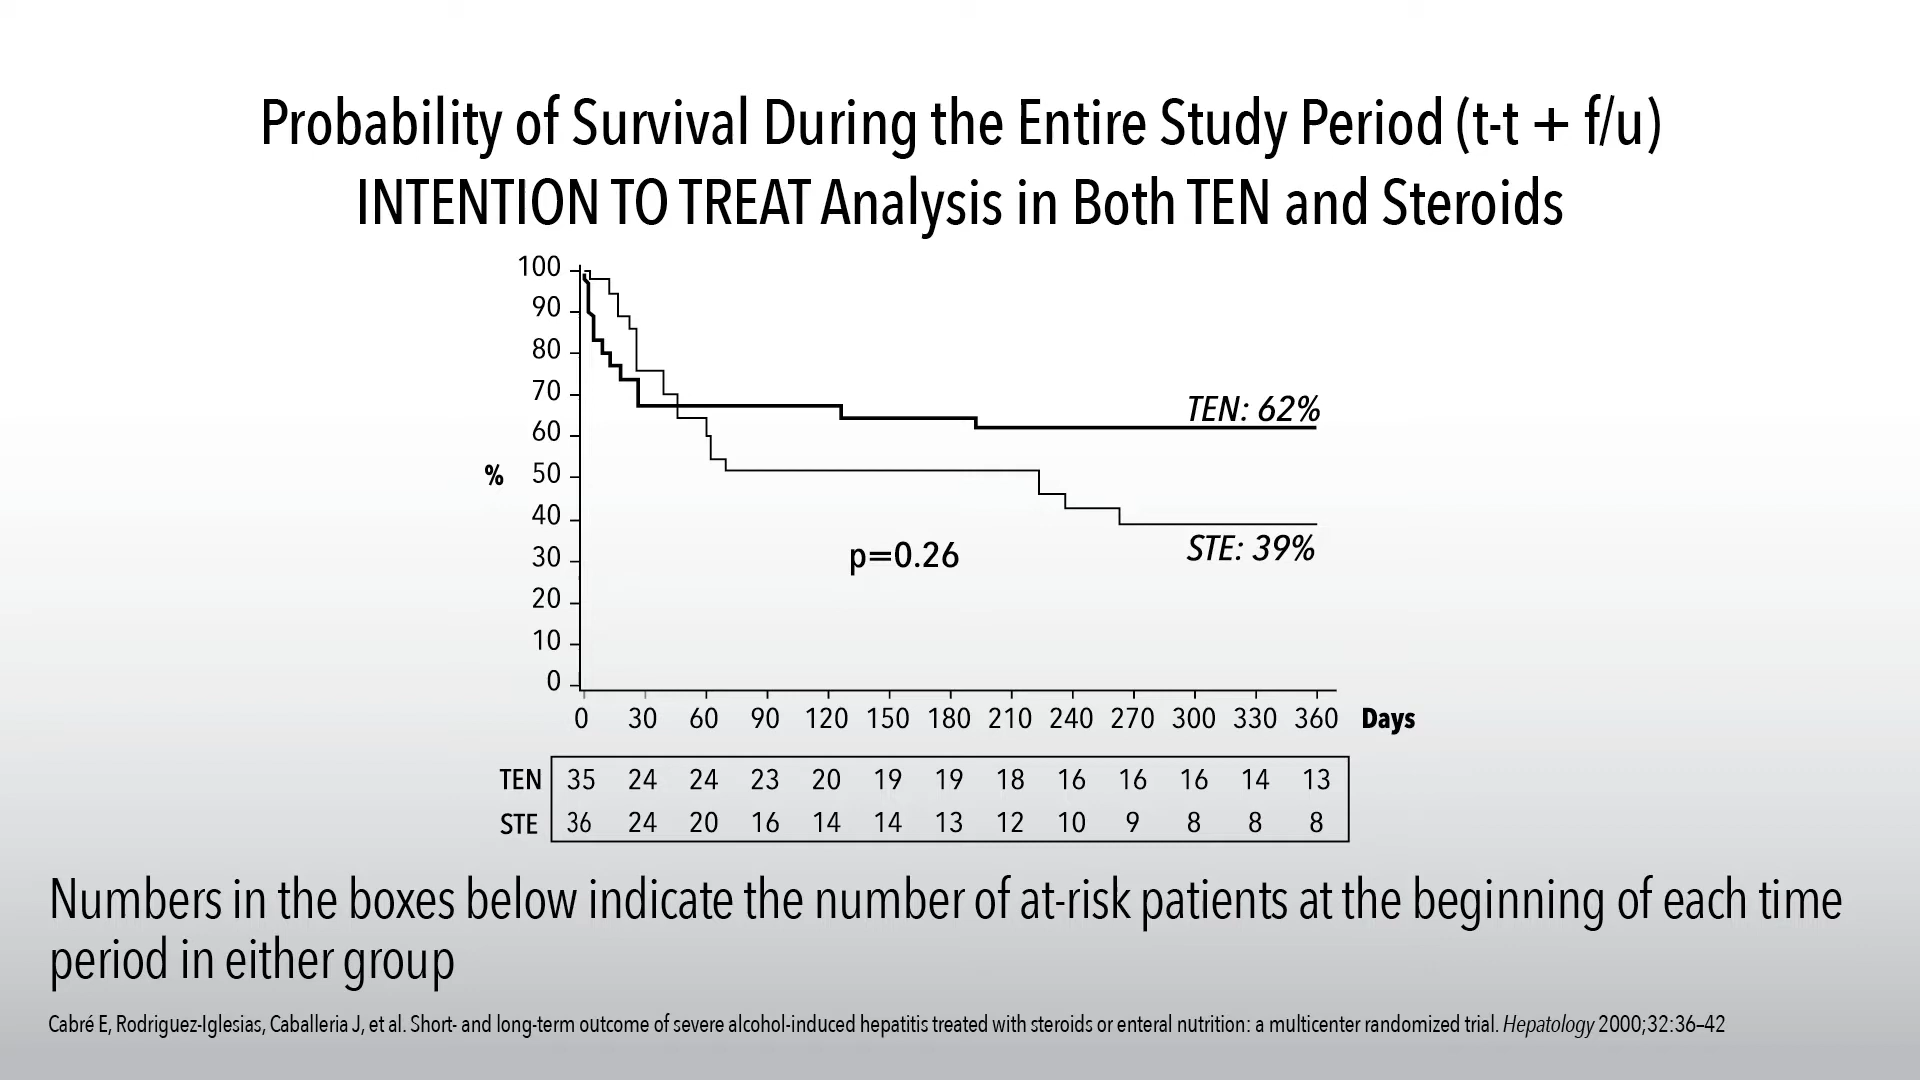 Probability of Survival During the Entire Study Period (t-t + f/u)
INTENTION TO TREAT Analysis in Both TEN and Steroids
100
90
80
70
60
% 50
40
30
20
10
0
TEN: 62%
STE: 39%
p=0.26
0 30 60 90 120 150 180 210 240 270 300 330 360 Days
TEN 35 24 24 23 20 19 19 18 16 16 16 14 13
STE 36 24 20 16 14 14 13 12 10 9 8 8 8
Numbers in the boxes below indicate the number of at-risk patients at the beginning of each time
period in either group
Cabré E, Rodriguez-Iglesias, Caballeria J, et al. Short- and long-term outcome of severe alcohol-induced hepatitis treated with steroids or enteral nutrition: a multicenter randomized trial. Hepatology 2000;32:36–42